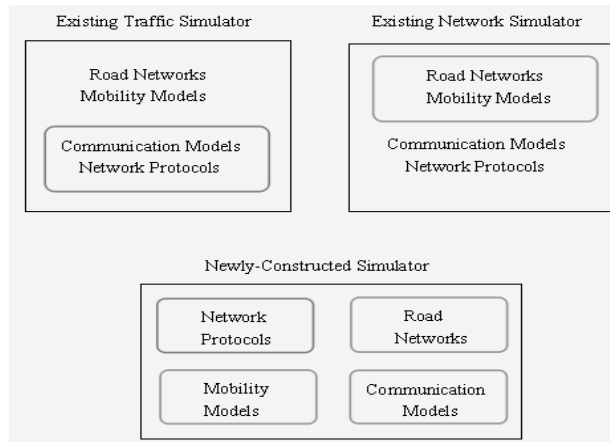 Existing Traffic Simulator
Road Networks
Mobility Models
Communication Models
Network Protocols
Existing Network Simulator
Road Networks
Mobility Models
Communication Models
Network Protocols
Newly-Constructed Simulator
Network
Protocols
Road
Networks
Mobility
Models
Communication
Models